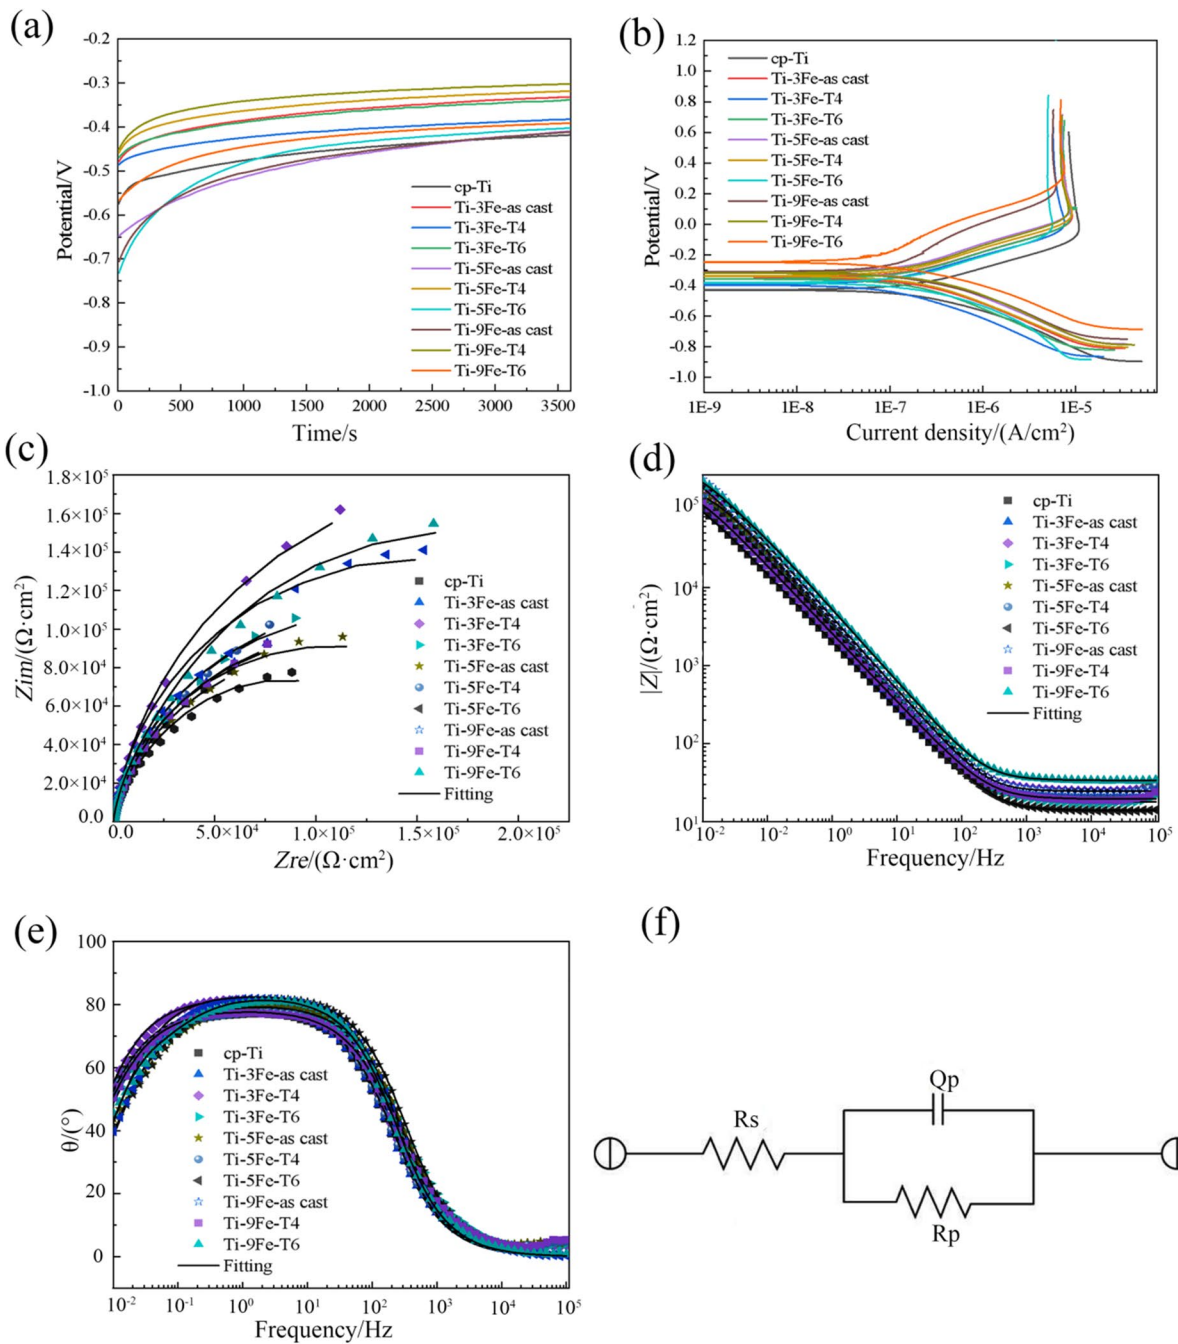 (a)
-0.2
-0.3
-0.4
-0.5
-0.6
-0.7
-0.8
-0.9
-1.0
Potential/V
0
500
1000
1500
2000
2500
3000
3500
Time/s
cp-Ti
Ti-3Fe-as cast
Ti-3Fe-T4
Ti-3Fe-T6
Ti-5Fe-as cast
Ti-5Fe-T4
Ti-5Fe-T6
Ti-9Fe-as cast
Ti-9Fe-T4
Ti-9Fe-T6
(b)
1.2
1.0
0.8
0.6
0.4
0.2
0.0
-0.2
-0.4
-0.6
-0.8
-1.0
Potential/V
1E-9
1E-8
1E-7
1E-6
1E-5
Current density/(A/cm²)
cp-Ti
Ti-3Fe-as cast
Ti-3Fe-T4
Ti-3Fe-T6
Ti-5Fe-as cast
Ti-5Fe-T4
Ti-5Fe-T6
Ti-9Fe-as cast
Ti-9Fe-T4
Ti-9Fe-T6
(c)
1.8×10⁵
1.6×10⁵
1.4×10⁵
1.2×10⁵
1.0×10⁵
8.0×10⁴
6.0×10⁴
4.0×10⁴
2.0×10⁴
0.0
Zim/(Ω·cm²)
0.0
5.0×10⁴
1.0×10⁵
1.5×10⁵
2.0×10⁵
Zre/(Ω·cm²)
cp-Ti
Ti-3Fe-as cast
Ti-3Fe-T4
Ti-3Fe-T6
Ti-5Fe-as cast
Ti-5Fe-T4
Ti-5Fe-T6
Ti-9Fe-as cast
Ti-9Fe-T4
Ti-9Fe-T6
Fitting
(d)
10⁵
10⁴
10³
10²
10¹
|Z|/(Ω·cm²)
10⁻²
10⁻¹
10⁰
10¹
10²
10³
10⁴
10⁵
Frequency/Hz
cp-Ti
Ti-3Fe-as cast
Ti-3Fe-T4
Ti-3Fe-T6
Ti-5Fe-as cast
Ti-5Fe-T4
Ti-5Fe-T6
Ti-9Fe-as cast
Ti-9Fe-T4
Ti-9Fe-T6
Fitting
(e)
100
80
60
40
20
0
θ/(°)
10⁻²
10⁻¹
10⁰
10¹
10²
10³
10⁴
10⁵
Frequency/Hz
cp-Ti
Ti-3Fe-as cast
Ti-3Fe-T4
Ti-3Fe-T6
Ti-5Fe-as cast
Ti-5Fe-T4
Ti-5Fe-T6
Ti-9Fe-as cast
Ti-9Fe-T4
Ti-9Fe-T6
Fitting
(f)
Qp
Rs
Rp